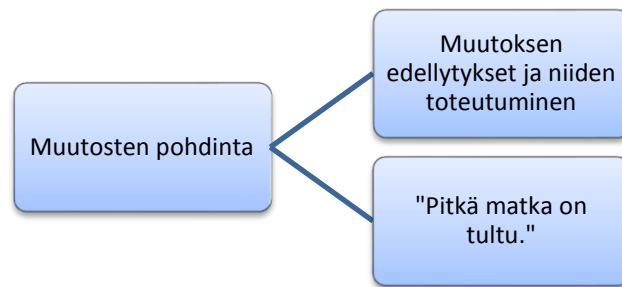 Muutosten pohdinta
Muutoksen
edellytykset ja niiden
toteutuminen
"Pitkä matka on
tultu."